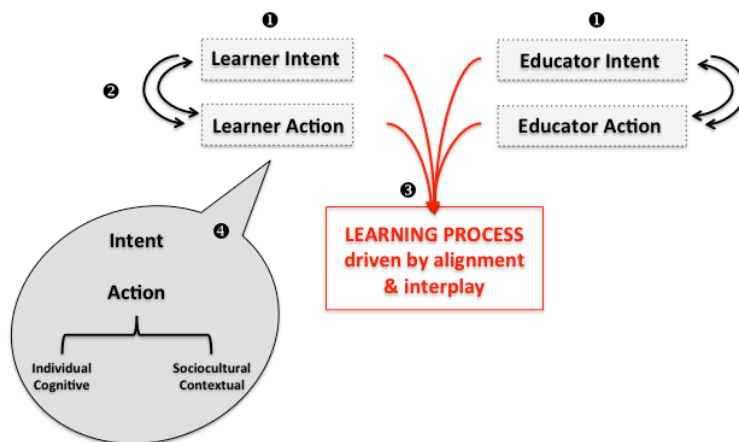 ❶ ❶
Learner Intent Educator Intent
❷
Learner Action Educator Action
❸
LEARNING PROCESS
driven by alignment
& interplay
❹
Intent
Action
Individual
Cognitive
Sociocultural
Contextual